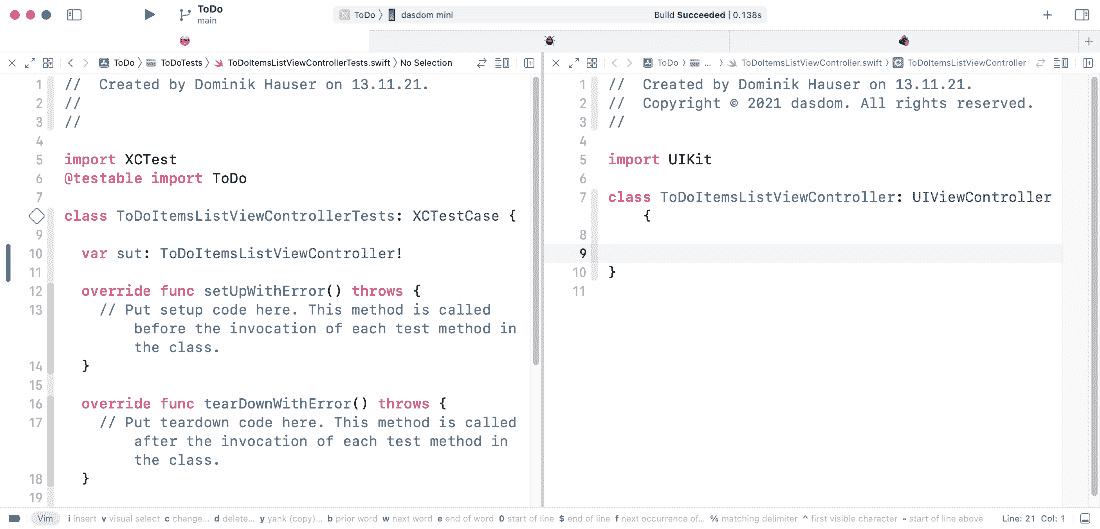 ToDo
main
ToDo 〉 dasdom mini
Build Succeeded | 0.138s
ToDo 〉 ToDoTests 〉 ToDoItemsListViewControllerTests.swift 〉 No Selection
1 //  Created by Dominik Hauser on 13.11.21.
2 //
3 //
4
5 import XCTest
6 @testable import ToDo
7
class ToDoItemsListViewControllerTests: XCTestCase {
9
10   var sut: ToDoItemsListViewController!
11
12   override func setUpWithError() throws {
13     // Put setup code here. This method is called
before the invocation of each test method in
the class.
14   }
15
16   override func tearDownWithError() throws {
17     // Put teardown code here. This method is called
after the invocation of each test method in
the class.
18   }
19
ToDo 〉 ... 〉 ToDoItemsListViewController.swift 〉 ToDoItemsListViewController
1 //  Created by Dominik Hauser on 13.11.21.
2 //  Copyright © 2021 dasdom. All rights reserved.
3 //
4
5 import UIKit
6
7 class ToDoItemsListViewController: UIViewController
{
8
9
10 }
11
Vim i insert v visual select c change... d delete... y yank (copy)... b prior word w next word e end of word 0 start of line $ end of line f next occurrence of... % matching delimiter ^ first visible character - start of line above
Line: 21 Col: 1